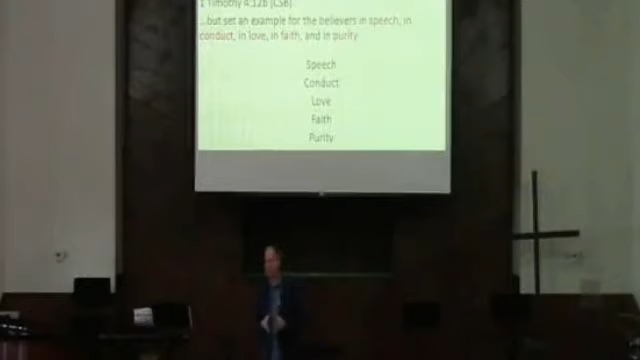 1 Timothy 4:12b (CSB)
...but set an example for the believers in speech, in
conduct, in love, in faith, and in purity
Speech
Conduct
Love
Faith
Purity